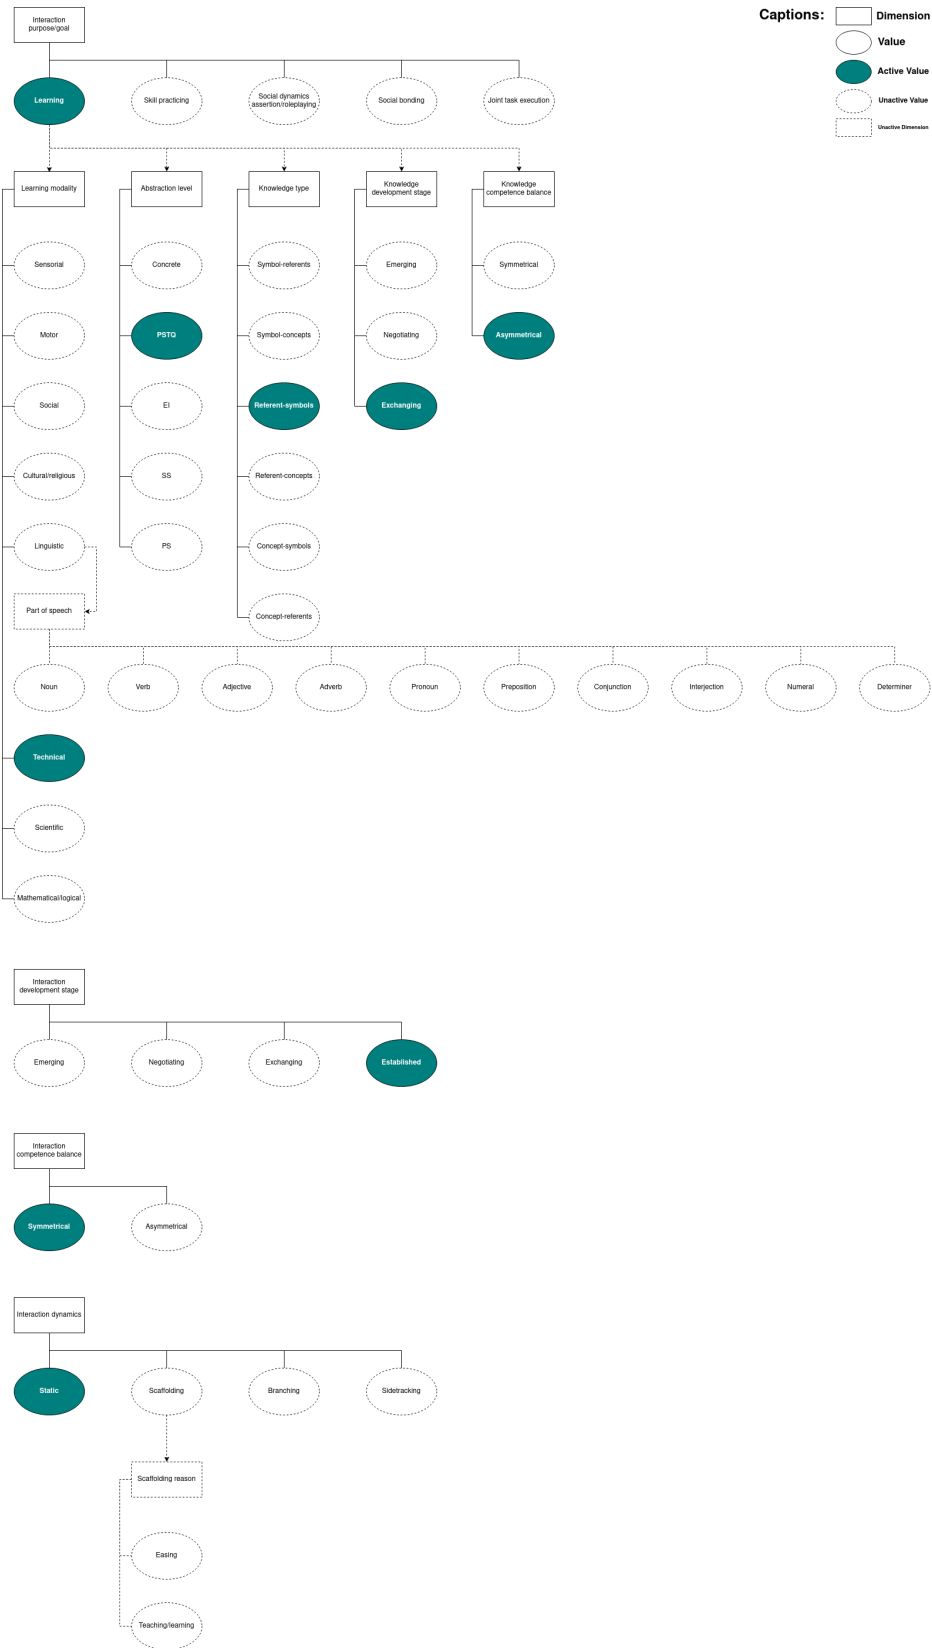 Interaction
purpose/goal
Captions:
Dimension
Value
Active Value
Unactive Value
Unactive Dimension
Learning
Skill practicing
Social dynamics
assertion/roleplaying
Social bonding
Joint task execution
Learning modality
Abstraction level
Knowledge type
Knowledge
development stage
Knowledge
competence balance
Sensorial
Concrete
Symbol-referents
Emerging
Symmetrical
Motor
PSTQ
Symbol-concepts
Negotiating
Asymmetrical
Social
EI
Referent-symbols
Exchanging
Cultural/religious
SS
Referent-concepts
Linguistic
PS
Concept-symbols
Part of speech
Concept-referents
Noun
Verb
Adjective
Adverb
Pronoun
Preposition
Conjunction
Interjection
Numeral
Determiner
Technical
Scientific
Mathematical/logical
Interaction
development stage
Emerging
Negotiating
Exchanging
Established
Interaction
competence balance
Symmetrical
Asymmetrical
Interaction dynamics
Static
Scaffolding
Branching
Sidetracking
Scaffolding reason
Easing
Teaching/learning